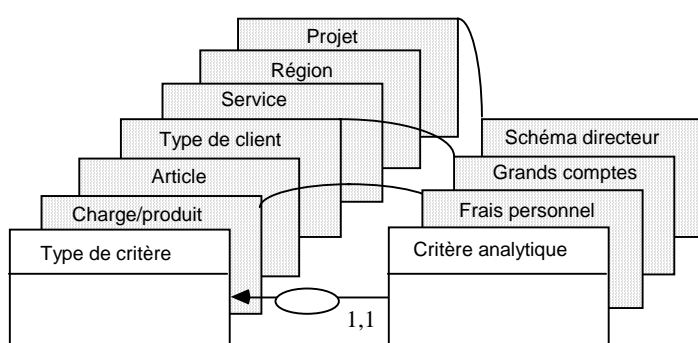 Projet
Région
Service
Type de client
Article
Charge/produit
Type de critère
Schéma directeur
Grands comptes
Frais personnel
Critère analytique
1,1